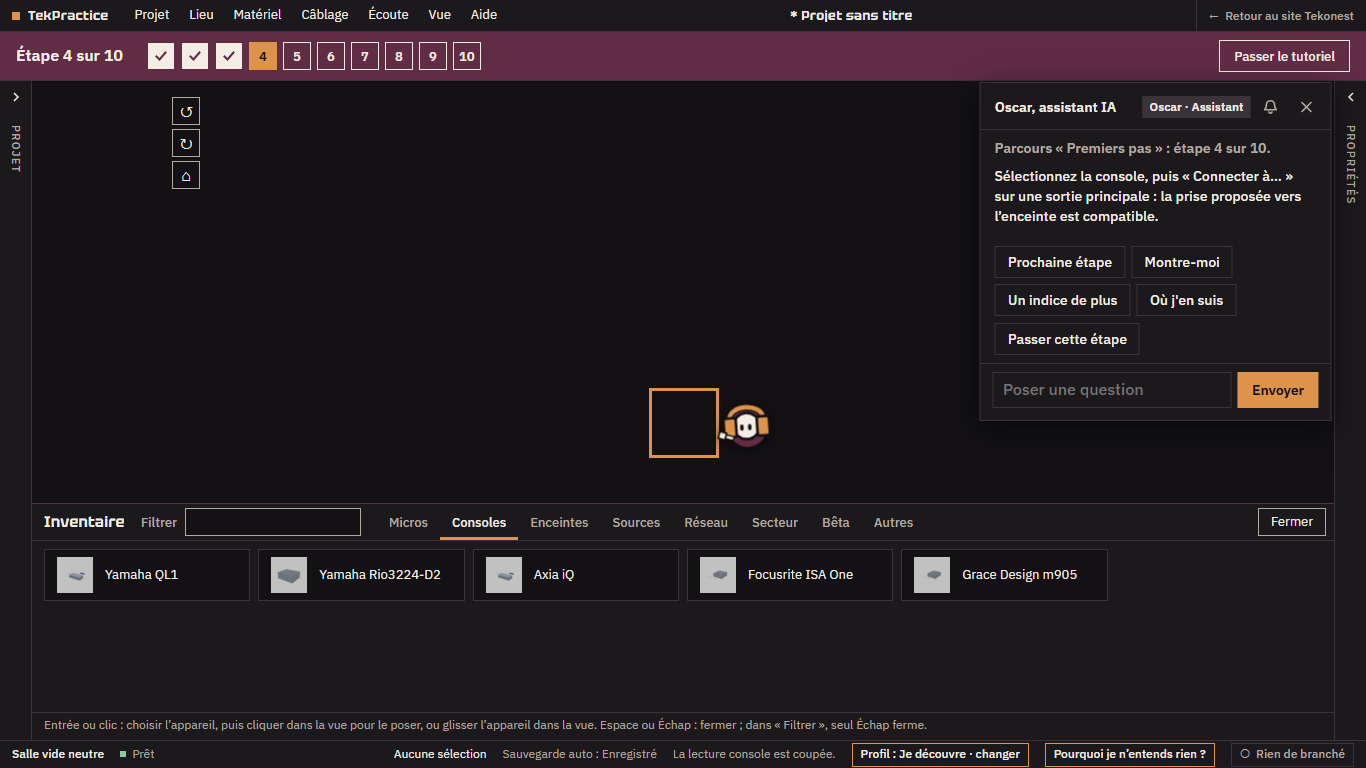 TekPractice Projet Lieu Matériel Câblage Écoute Vue Aide * Projet sans titre ← Retour au site Tekonest
Étape 4 sur 10 4 5 6 7 8 9 10 Passer le tutoriel
PROJET
PROPRIÉTÉS
Oscar, assistant IA Oscar · Assistant
Parcours « Premiers pas » : étape 4 sur 10.
Sélectionnez la console, puis « Connecter à… »
sur une sortie principale : la prise proposée vers
l’enceinte est compatible.
Prochaine étape Montre-moi
Un indice de plus Où j'en suis
Passer cette étape
Poser une question Envoyer
Inventaire Filtrer Micros Consoles Enceintes Sources Réseau Secteur Bêta Autres Fermer
Yamaha QL1 Yamaha Rio3224-D2 Axia iQ Focusrite ISA One Grace Design m905
Entrée ou clic : choisir l’appareil, puis cliquer dans la vue pour le poser, ou glisser l’appareil dans la vue. Espace ou Échap : fermer ; dans « Filtrer », seul Échap ferme.
Salle vide neutre Prêt Aucune sélection Sauvegarde auto : Enregistré La lecture console est coupée. Profil : Je découvre · changer Pourquoi je n’entends rien ? Rien de branché